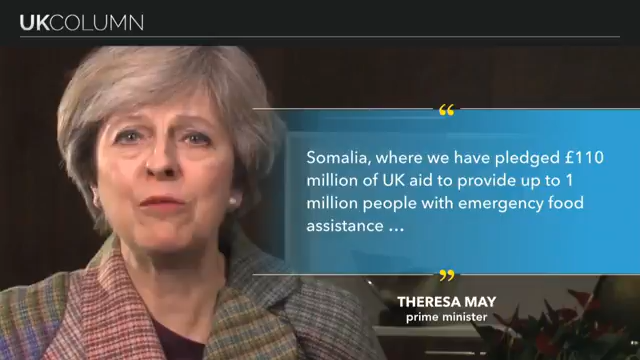 UKCOLUMN
“
Somalia, where we have pledged £110
million of UK aid to provide up to 1
million people with emergency food
assistance ...
”
THERESA MAY
prime minister